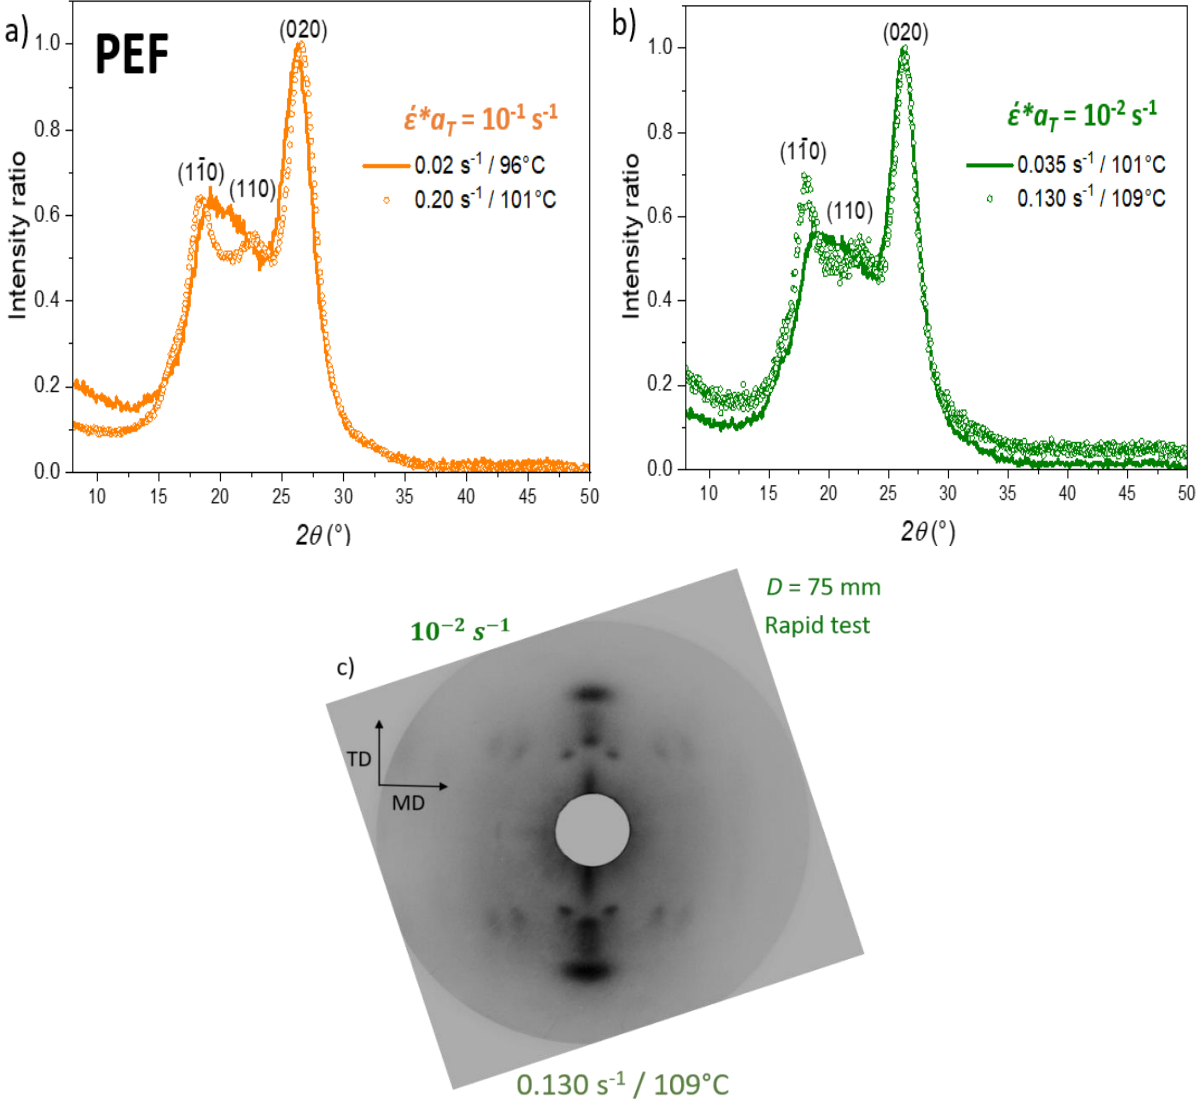 a)
PEF
(020)
(11̄0)
(110)
ε̇*a_T = 10⁻¹ s⁻¹
0.02 s⁻¹ / 96°C
0.20 s⁻¹ / 101°C
Intensity ratio
1.0
0.8
0.6
0.4
0.2
0.0
10 15 20 25 30 35 40 45 50
2θ (°)
b)
(020)
(11̄0)
(110)
ε̇*a_T = 10⁻² s⁻¹
0.035 s⁻¹ / 101°C
0.130 s⁻¹ / 109°C
Intensity ratio
1.0
0.8
0.6
0.4
0.2
0.0
10 15 20 25 30 35 40 45 50
2θ (°)
c)
10⁻² s⁻¹
D = 75 mm
Rapid test
TD
MD
0.130 s⁻¹ / 109°C